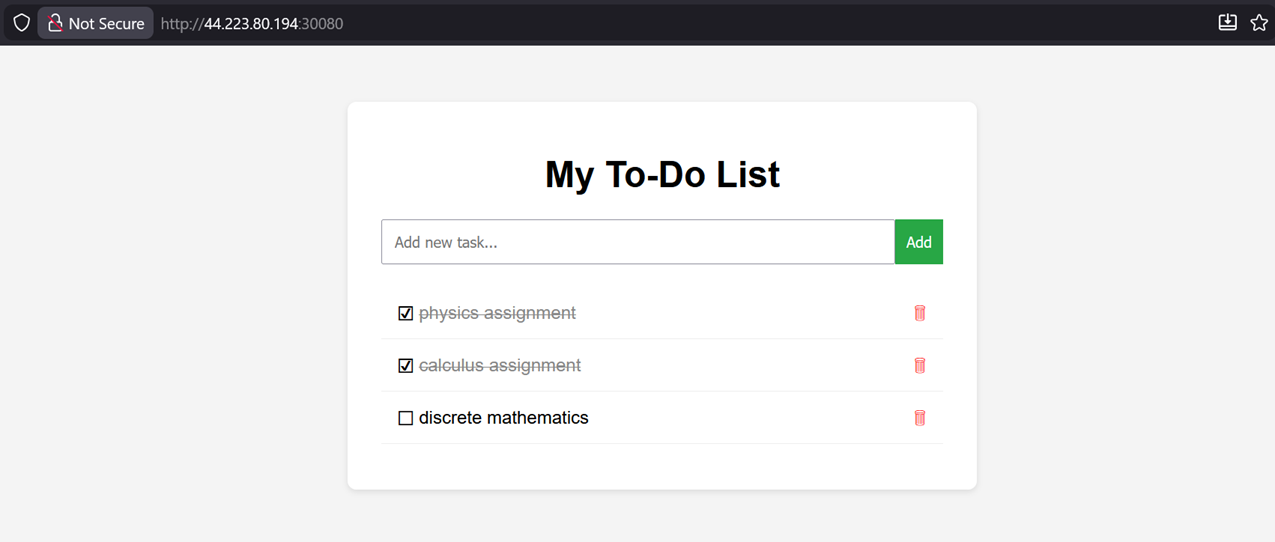 Not Secure http://44.223.80.194:30080
My To-Do List
Add new task... Add
physics assignment
calculus assignment
discrete mathematics